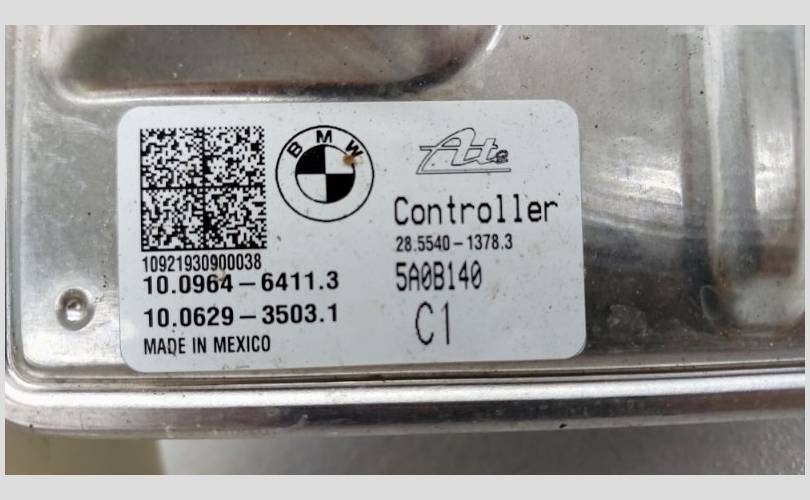 BMW
Ate
Controller
28.5540-1378.3
10921930900038
10.0964-6411.3
5A0B140
10.0629-3503.1
C1
MADE IN MEXICO